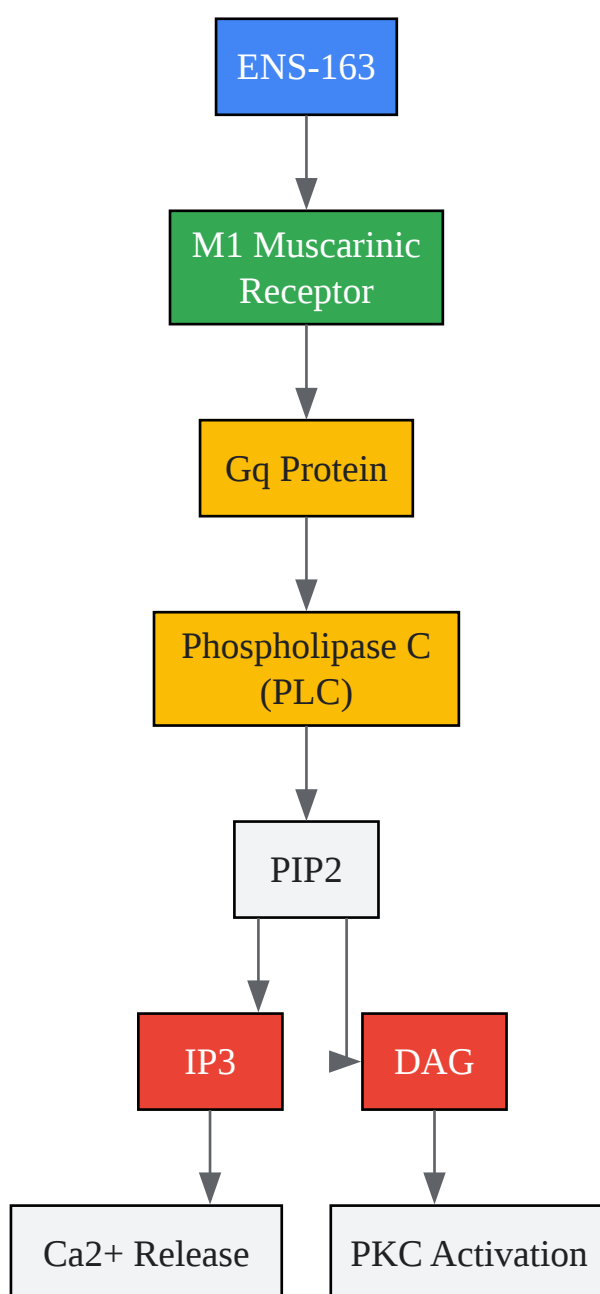 ENS-163
M1 Muscarinic
Receptor
Gq Protein
Phospholipase C
(PLC)
PIP2
IP3
DAG
Ca2+ Release
PKC Activation